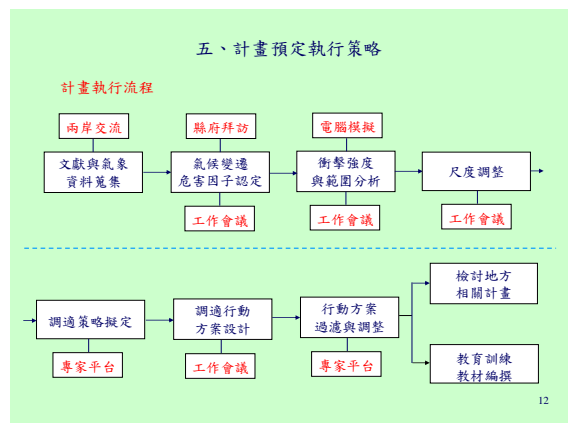 五、計畫預定執行策略
計畫執行流程
兩岸交流
縣府拜訪
電腦模擬
文獻與氣象
資料蒐集
氣候變遷
危害因子認定
衝擊強度
與範圍分析
尺度調整
工作會議
工作會議
工作會議
調適策略擬定
調適行動
方案設計
行動方案
過濾與調整
檢討地方
相關計畫
專家平台
工作會議
專家平台
教育訓練
教材編撰
12